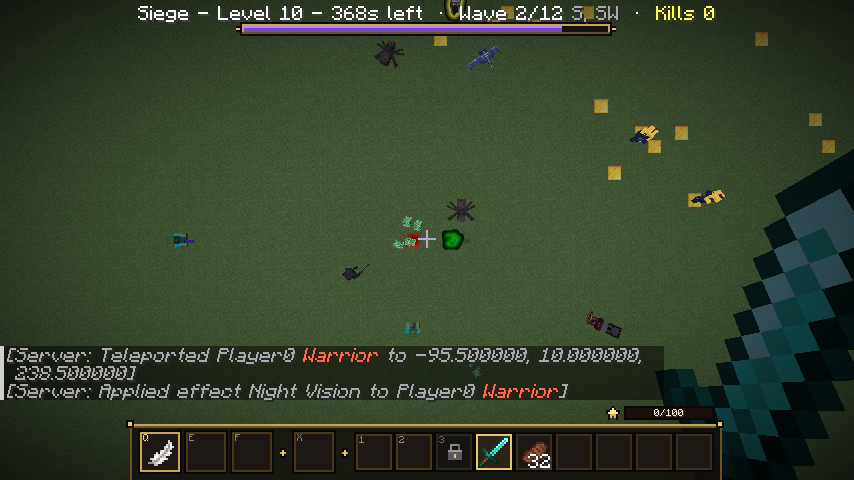 Siege - Level 10 - 368s left · Wave 2/12 S, SW · Kills 0
[Server: Teleported Player0 Warrior to -95.500000, 10.000000, 238.500000]
[Server: Applied effect Night Vision to Player0 Warrior]
0/100
Q E F X 1 2 3
32